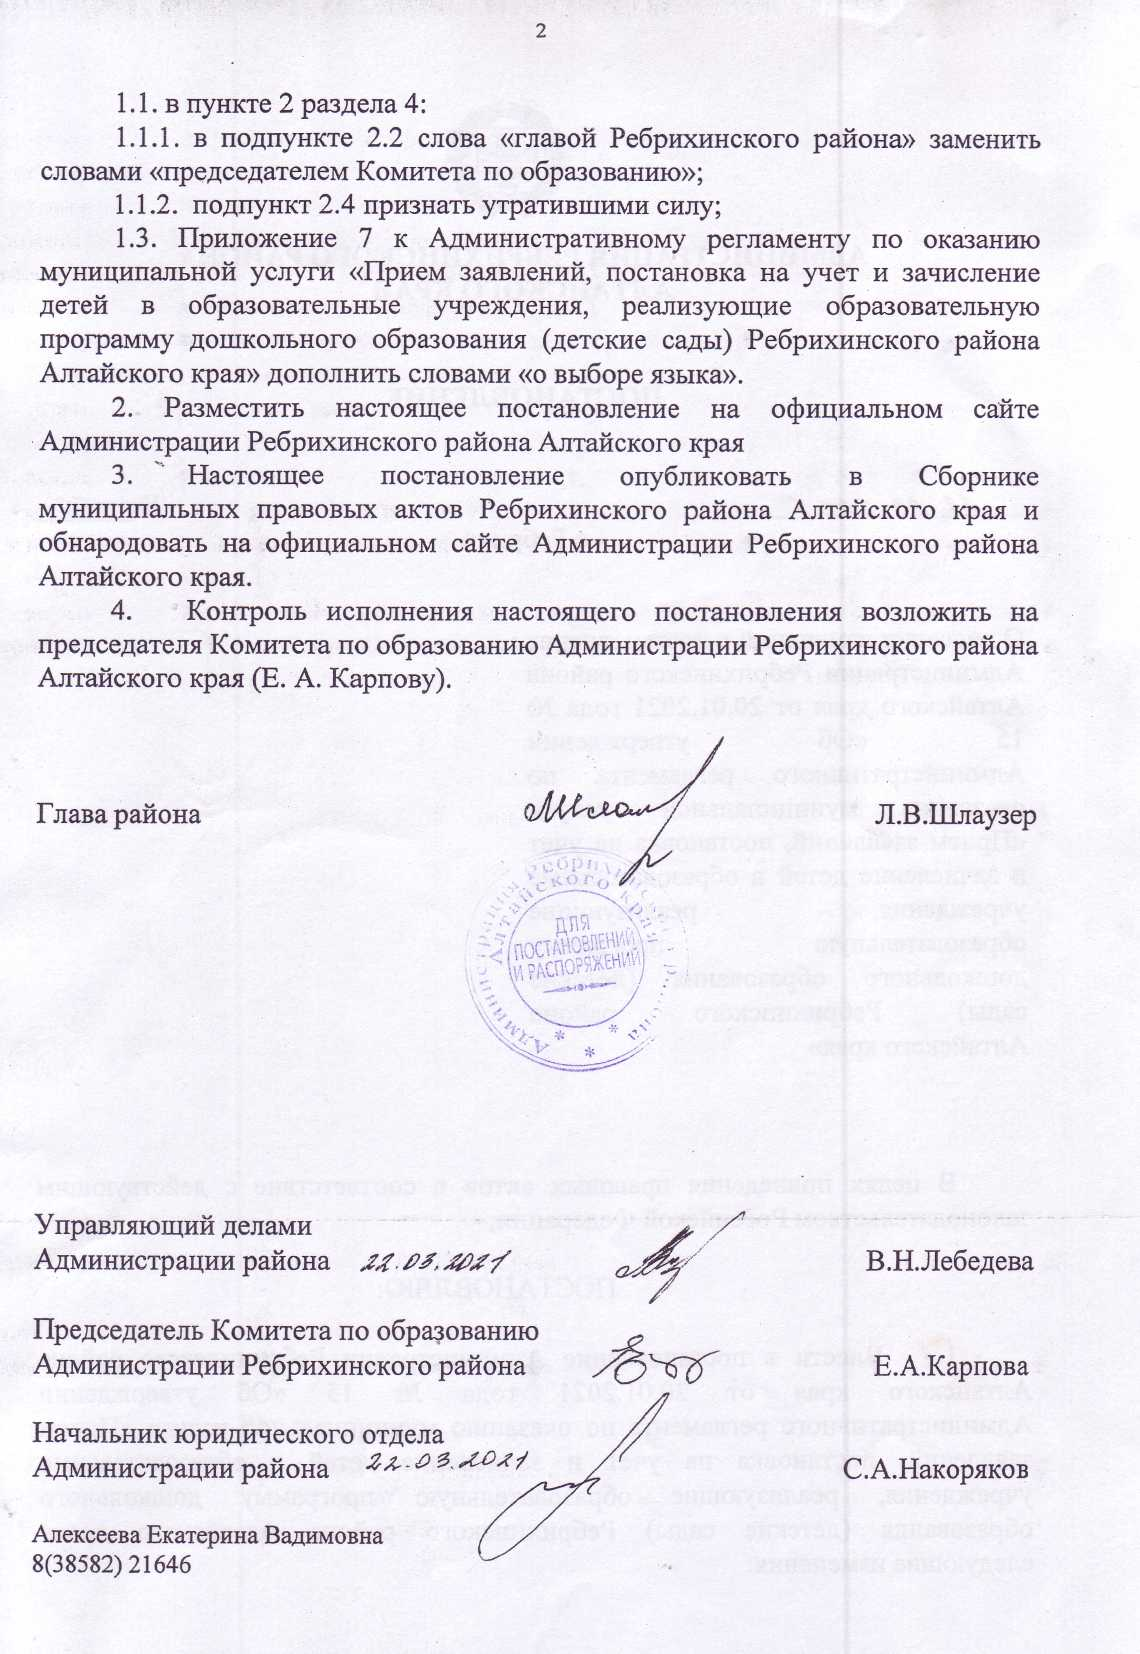 2
1.1. в пункте 2 раздела 4:
1.1.1. в подпункте 2.2 слова «главой Ребрихинского района» заменить
словами «председателем Комитета по образованию»;
1.1.2. подпункт 2.4 признать утратившими силу;
1.3. Приложение 7 к Административному регламенту по оказанию
муниципальной услуги «Прием заявлений, постановка на учет и зачисление
детей в образовательные учреждения, реализующие образовательную
программу дошкольного образования (детские сады) Ребрихинского района
Алтайского края» дополнить словами «о выборе языка».
2. Разместить настоящее постановление на официальном сайте
Администрации Ребрихинского района Алтайского края
3. Настоящее постановление опубликовать в Сборнике
муниципальных правовых актов Ребрихинского района Алтайского края и
обнародовать на официальном сайте Администрации Ребрихинского района
Алтайского края.
4. Контроль исполнения настоящего постановления возложить на
председателя Комитета по образованию Администрации Ребрихинского района
Алтайского края (Е. А. Карпову).
Глава района Л.В.Шлаузер
Администрация Ребрихинского района
Алтайского края
ДЛЯ
ПОСТАНОВЛЕНИЙ
И РАСПОРЯЖЕНИЙ
Управляющий делами
Администрации района 22.03.2021 В.Н.Лебедева
Председатель Комитета по образованию
Администрации Ребрихинского района Е.А.Карпова
Начальник юридического отдела
Администрации района 22.03.2021 С.А.Накоряков
Алексеева Екатерина Вадимовна
8(38582) 21646